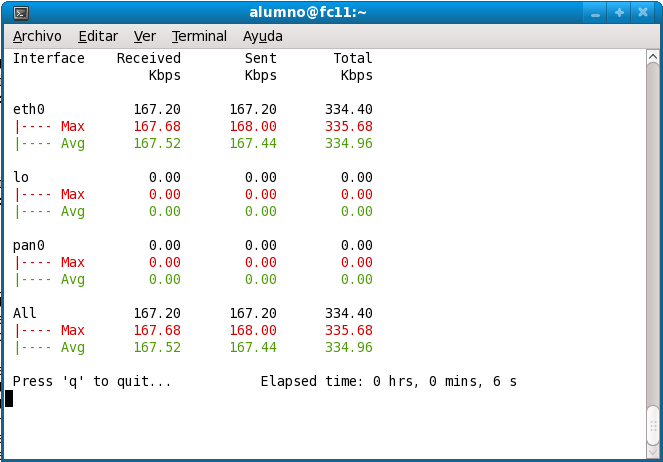 alumno@fc11:~
Archivo Editar Ver Terminal Ayuda
Interface Received Sent Total
Kbps Kbps Kbps
eth0 167.20 167.20 334.40
|---- Max 167.68 168.00 335.68
|---- Avg 167.52 167.44 334.96
lo 0.00 0.00 0.00
|---- Max 0.00 0.00 0.00
|---- Avg 0.00 0.00 0.00
pan0 0.00 0.00 0.00
|---- Max 0.00 0.00 0.00
|---- Avg 0.00 0.00 0.00
All 167.20 167.20 334.40
|---- Max 167.68 168.00 335.68
|---- Avg 167.52 167.44 334.96
Press 'q' to quit... Elapsed time: 0 hrs, 0 mins, 6 s